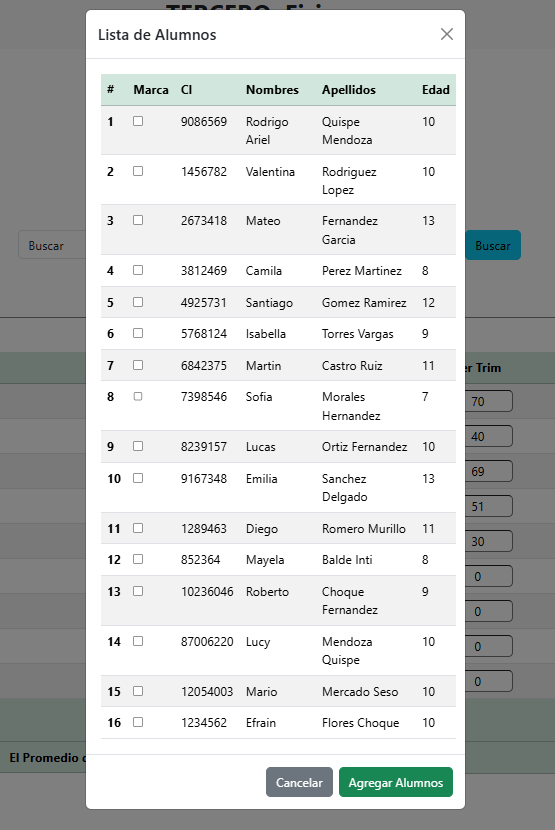 Lista de Alumnos
# Marca CI Nombres Apellidos Edad
1 9086569 Rodrigo Quispe 10
Ariel Mendoza
2 1456782 Valentina Rodriguez 10
Lopez
3 2673418 Mateo Fernandez 13
Garcia
4 3812469 Camila Perez Martinez 8
5 4925731 Santiago Gomez Ramirez 12
6 5768124 Isabella Torres Vargas 9
7 6842375 Martin Castro Ruiz 11
8 7398546 Sofia Morales 7
Hernandez
9 8239157 Lucas Ortiz Fernandez 10
10 9167348 Emilia Sanchez 13
Delgado
11 1289463 Diego Romero Murillo 11
12 852364 Mayela Balde Inti 8
13 10236046 Roberto Choque 9
Fernandez
14 87006220 Lucy Mendoza 10
Quispe
15 12054003 Mario Mercado Seso 10
16 1234562 Efrain Flores Choque 10
Cancelar Agregar Alumnos
Buscar
Buscar
er Trim
70
40
69
51
30
0
0
0
0
El Promedio